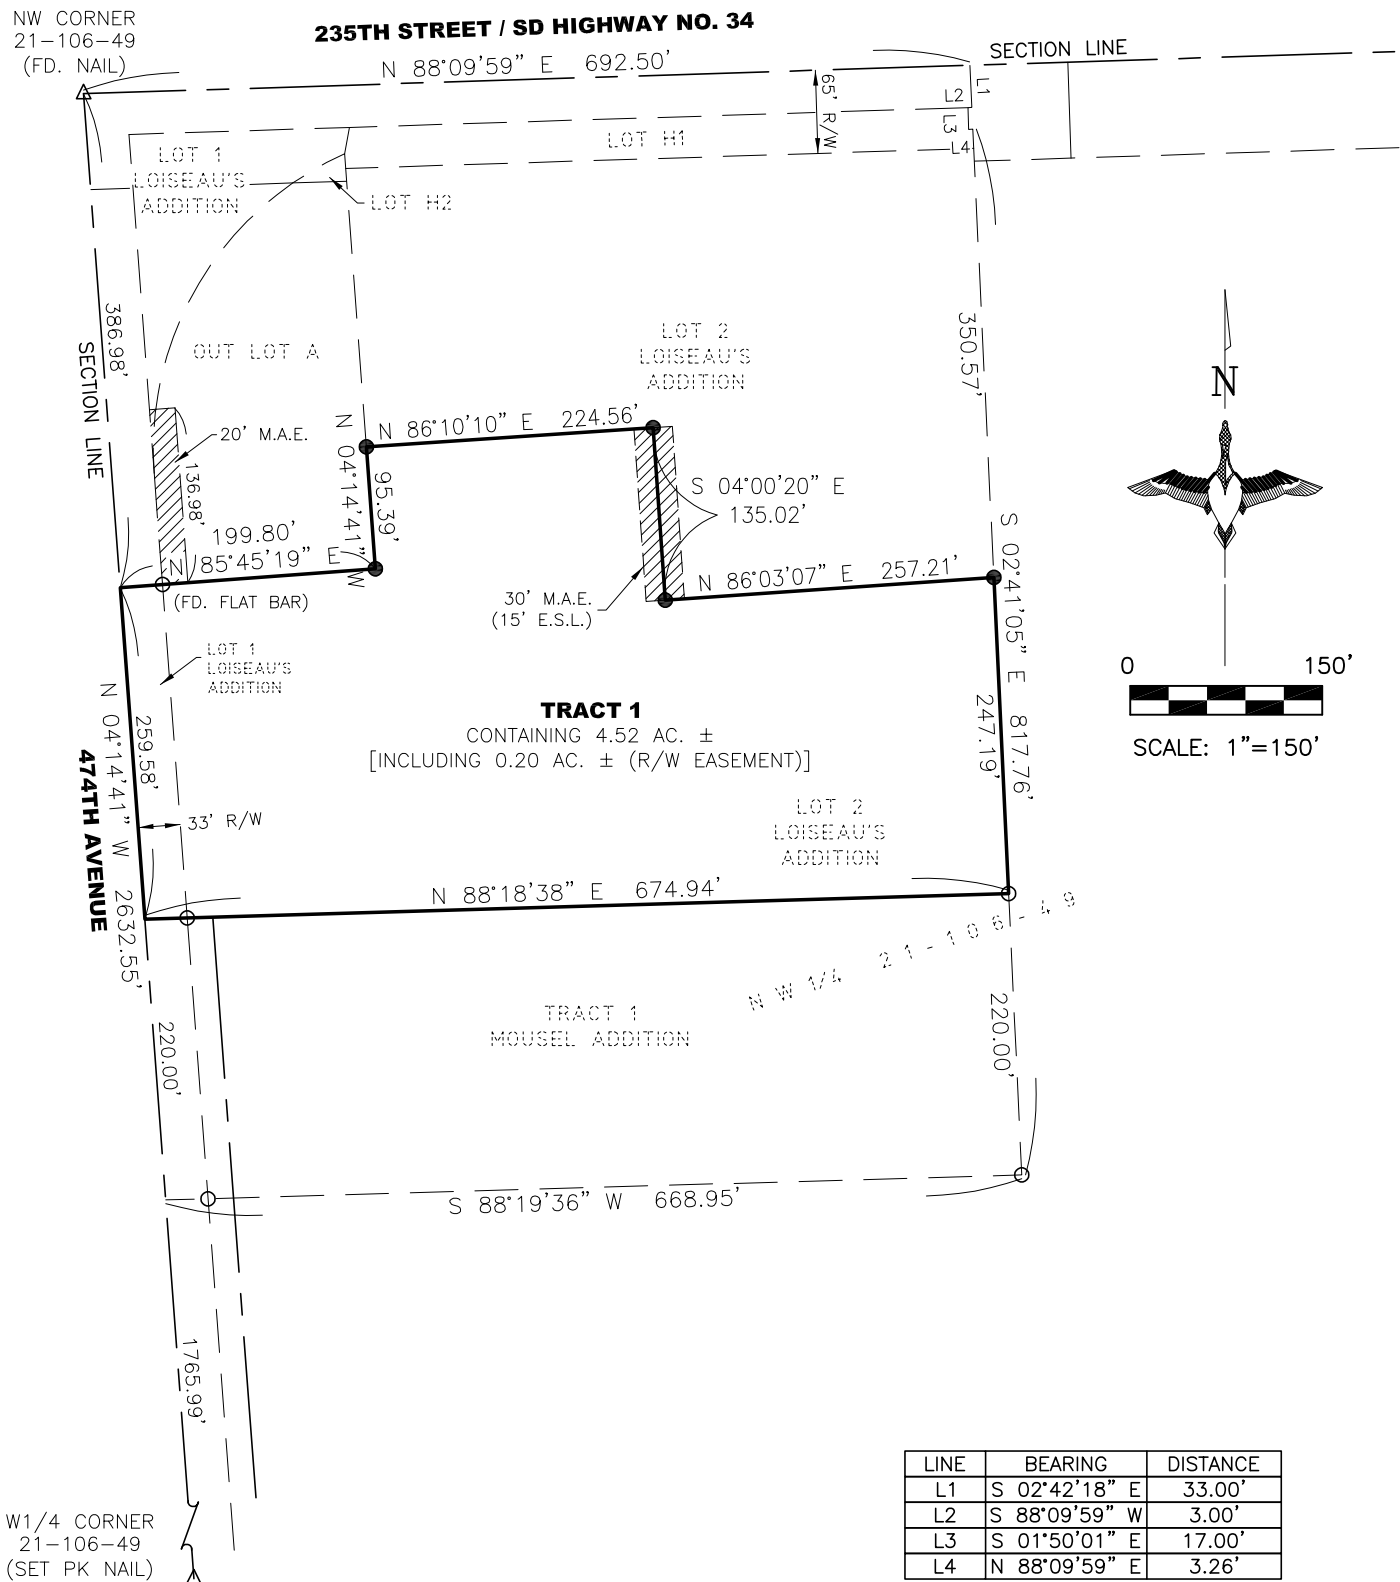 NW CORNER
21-106-49
(FD. NAIL)
235TH STREET / SD HIGHWAY NO. 34
N 88°09'59" E 692.50'
SECTION LINE
L1
L2
L3
L4
65' R/W
LOT H1
LOT 1
LOISEAU'S
ADDITION
LOT H2
386.98'
SECTION LINE
OUT LOT A
LOT 2
LOISEAU'S
ADDITION
350.57'
N
20' M.A.E.
136.98'
N 04°14'41" W
95.39'
N 86°10'10" E 224.56'
S 04°00'20" E
135.02'
199.80'
N 85°45'19" E
(FD. FLAT BAR)
30' M.A.E.
(15' E.S.L.)
N 86°03'07" E 257.21'
S 02°41'05" E 817.76'
247.19'
LOT 1
LOISEAU'S
ADDITION
0 150'
SCALE: 1"=150'
TRACT 1
CONTAINING 4.52 AC. ±
[INCLUDING 0.20 AC. ± (R/W EASEMENT)]
N 04°14'41" W 2632.55'
259.58'
474TH AVENUE
33' R/W
LOT 2
LOISEAU'S
ADDITION
N 88°18'38" E 674.94'
NW 1/4 21-106-49
TRACT 1
MOUSEL ADDITION
220.00'
220.00'
S 88°19'36" W 668.95'
1765.99'
W1/4 CORNER
21-106-49
(SET PK NAIL)
LINE BEARING DISTANCE
L1 S 02°42'18" E 33.00'
L2 S 88°09'59" W 3.00'
L3 S 01°50'01" E 17.00'
L4 N 88°09'59" E 3.26'